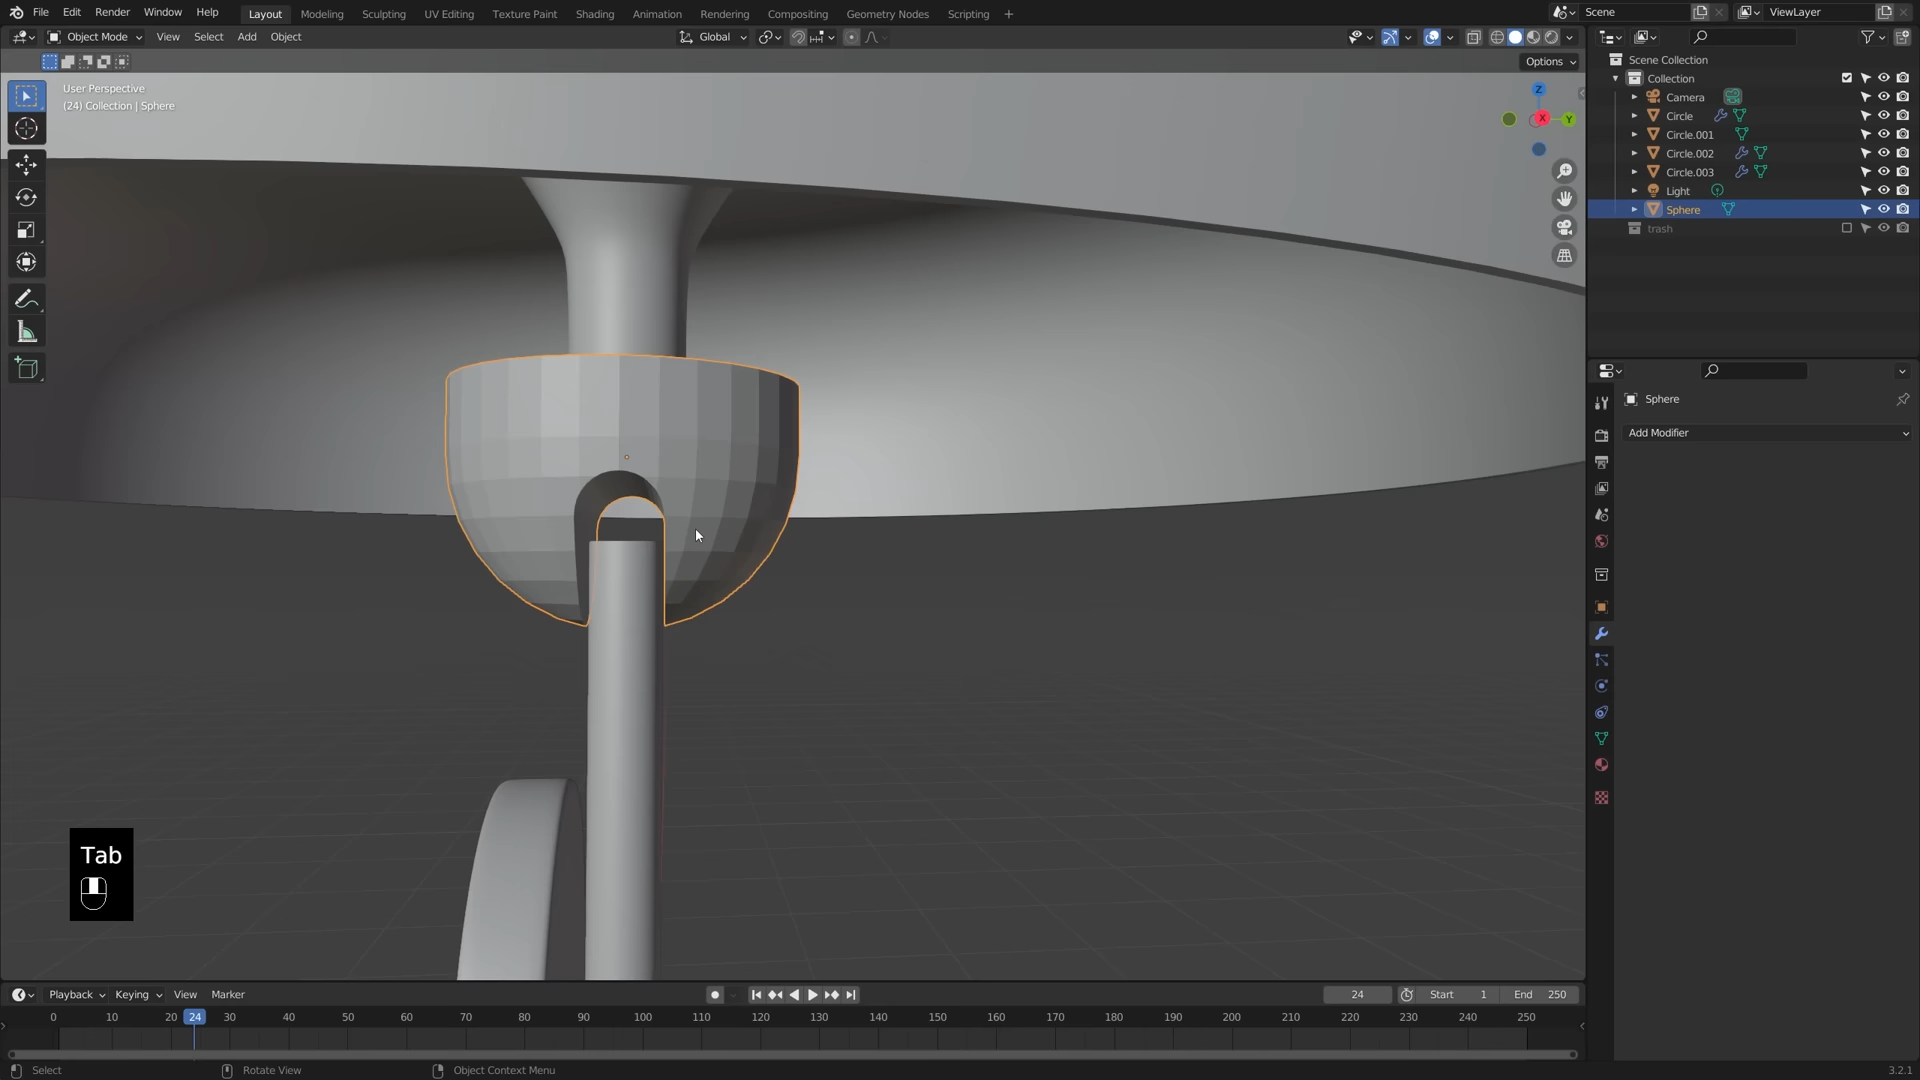 File Edit Render Window Help Layout Modeling Sculpting UV Editing Texture Paint Shading Animation Rendering Compositing Geometry Nodes Scripting + Scene ViewLayer
Object Mode View Select Add Object Global
Options
User Perspective
(24) Collection | Sphere
Z
X
Y
Scene Collection
Collection
Camera
Circle
Circle.001
Circle.002
Circle.003
Light
Sphere
trash
Sphere
Add Modifier
Tab
Playback Keying View Marker 24 Start 1 End 250
0 10 20 24 30 40 50 60 70 80 90 100 110 120 130 140 150 160 170 180 190 200 210 220 230 240 250
Select Rotate View Object Context Menu 3.2.1